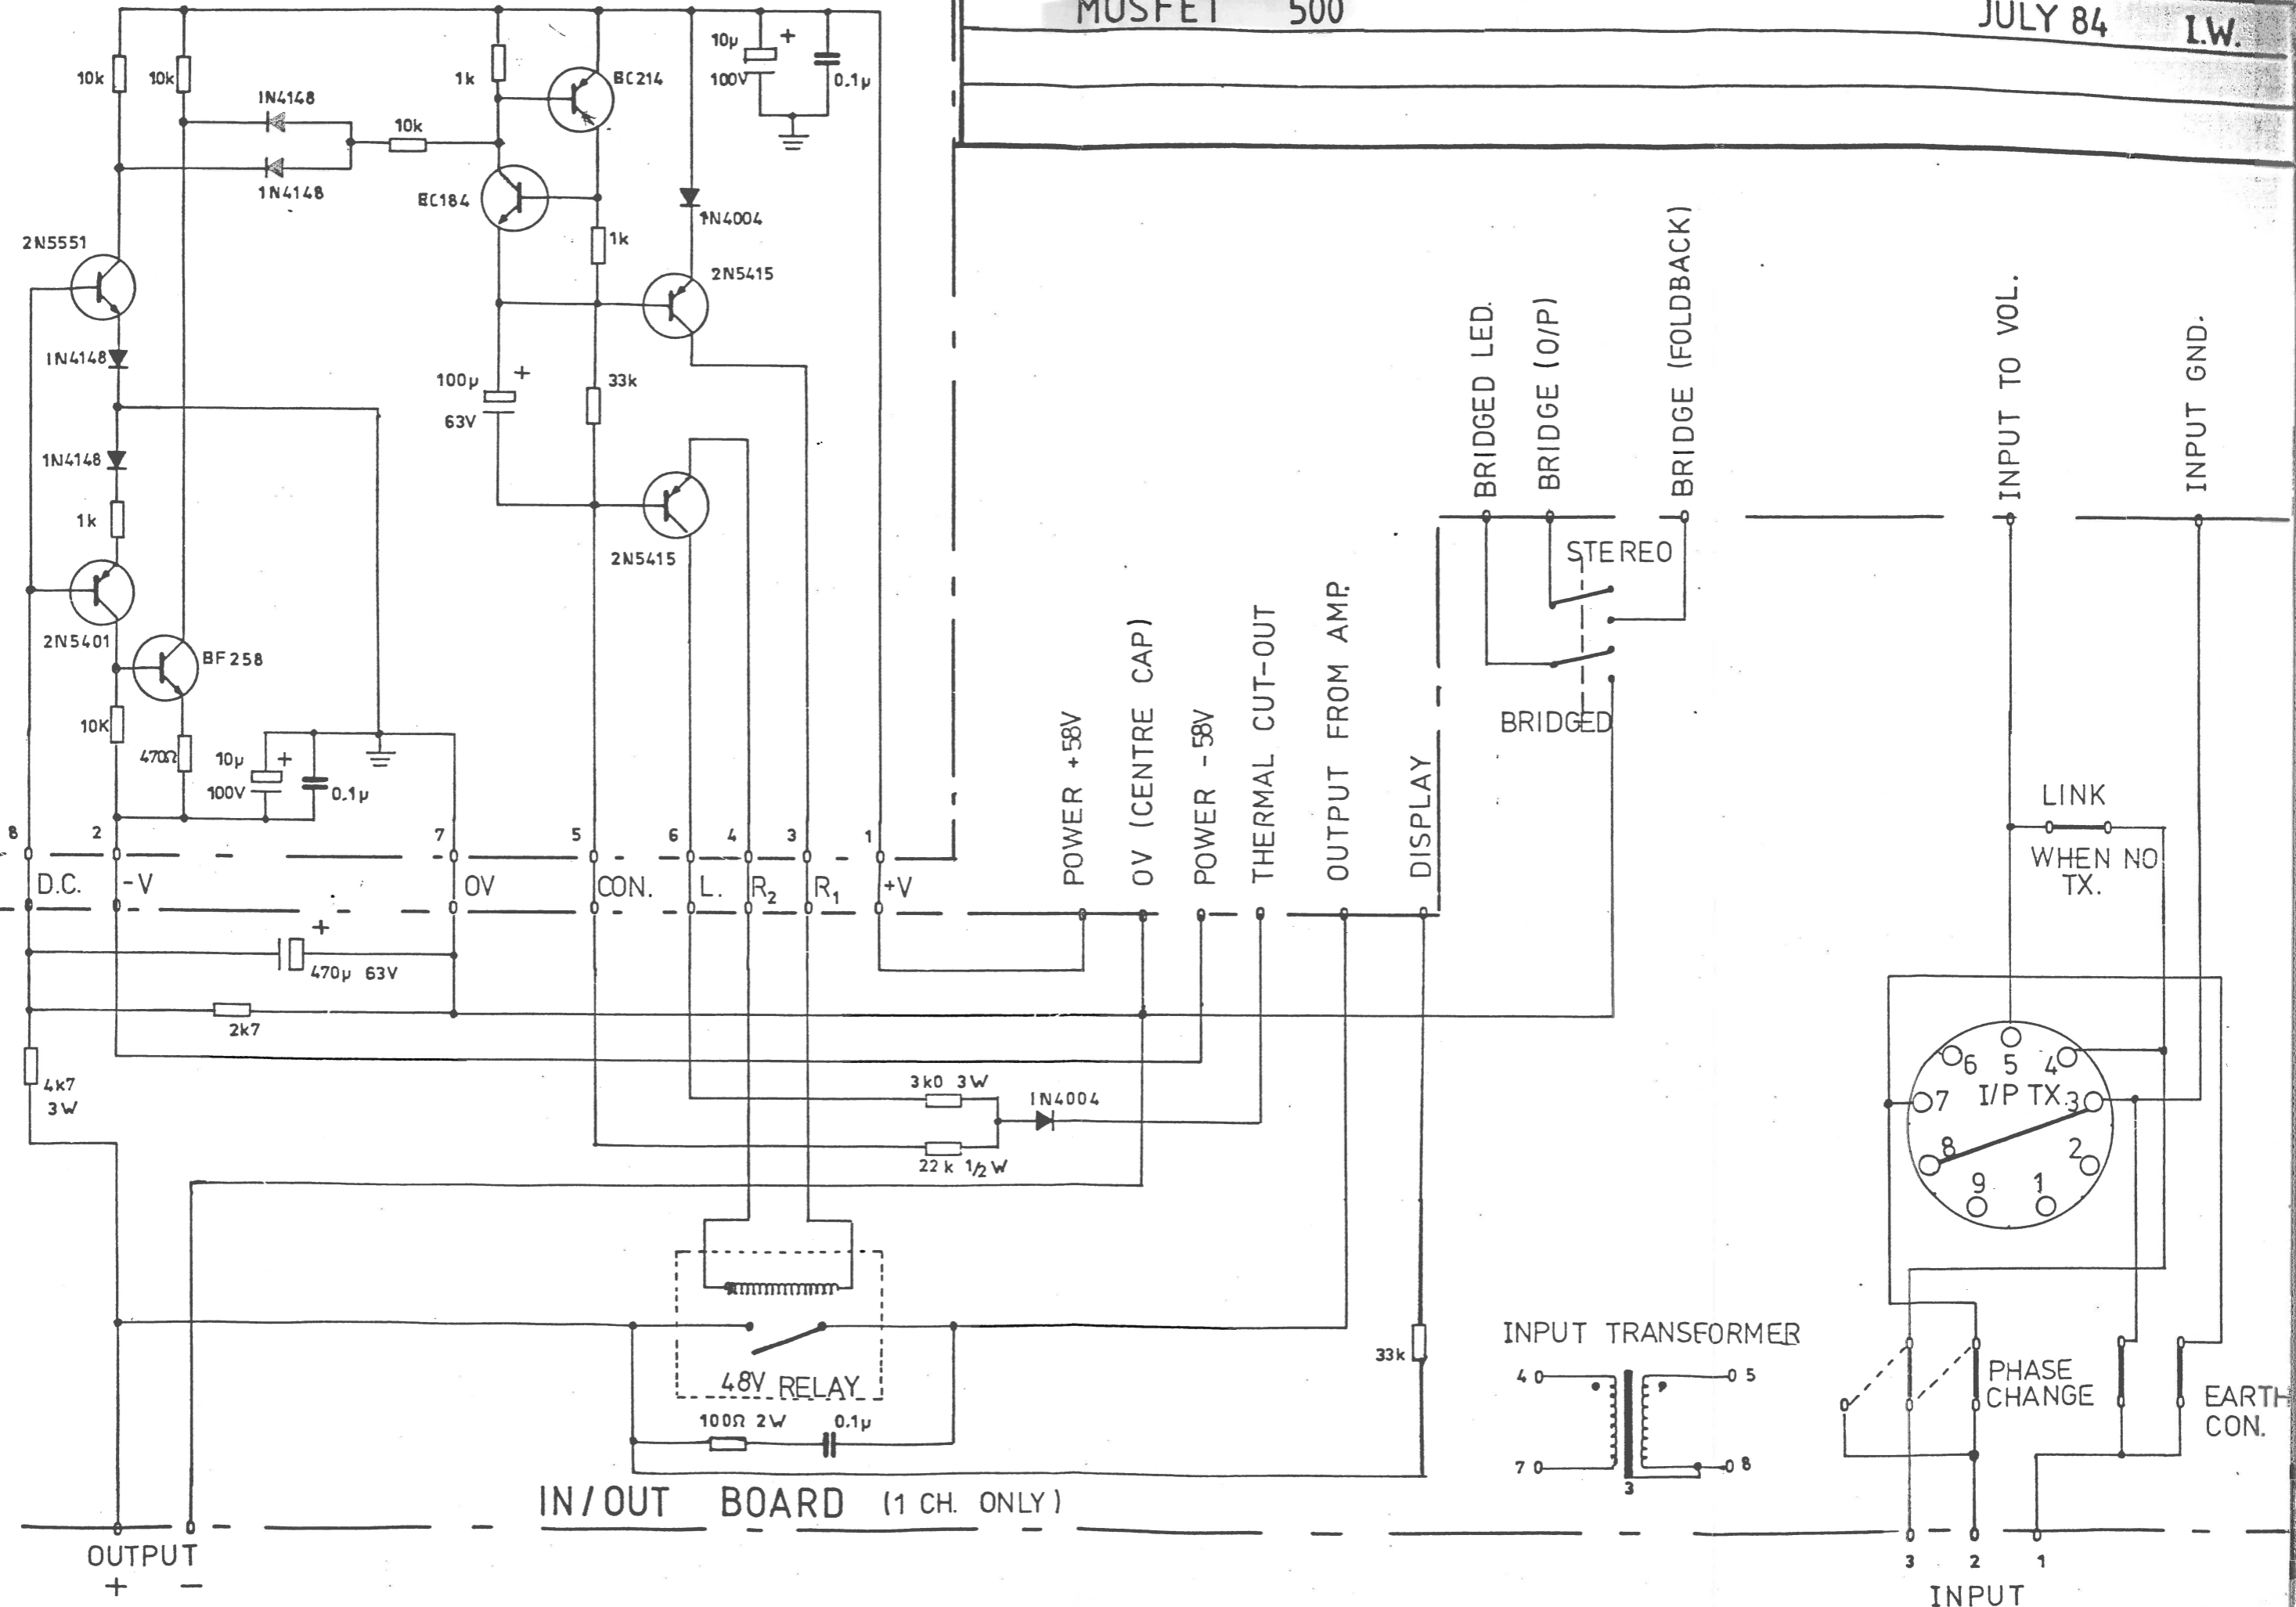 MOSFET 500
JULY 84
I.W.
10k
10k
1N4148
1N4148
10k
1k
BC214
10µ
+
100V
0.1µ
BC184
1N4004
1k
2N5551
2N5415
1N4148
100µ
+
63V
33k
1N4148
1k
2N5415
2N5401
BF258
10K
470Ω
10µ
+
100V
0.1µ
8
2
7
5
6
4
3
1
D.C.
-V
0V
CON.
L.
R2
R1
+V
POWER +58V
0V (CENTRE CAP)
POWER -58V
THERMAL CUT-OUT
OUTPUT FROM AMP.
DISPLAY
BRIDGED LED.
BRIDGE (O/P)
BRIDGE (FOLDBACK)
INPUT TO VOL.
INPUT GND.
STEREO
BRIDGED
LINK
WHEN NO
TX.
+
470µ 63V
2k7
4k7
3W
3k0 3W
1N4004
22k 1/2W
6
5
4
7
I/P TX.
3
8
2
9
1
48V RELAY
100Ω 2W
0.1µ
33k
INPUT TRANSFORMER
4
5
7
8
3
PHASE
CHANGE
EARTH
CON.
IN/OUT BOARD (1 CH. ONLY)
OUTPUT
+
−
3
2
1
INPUT